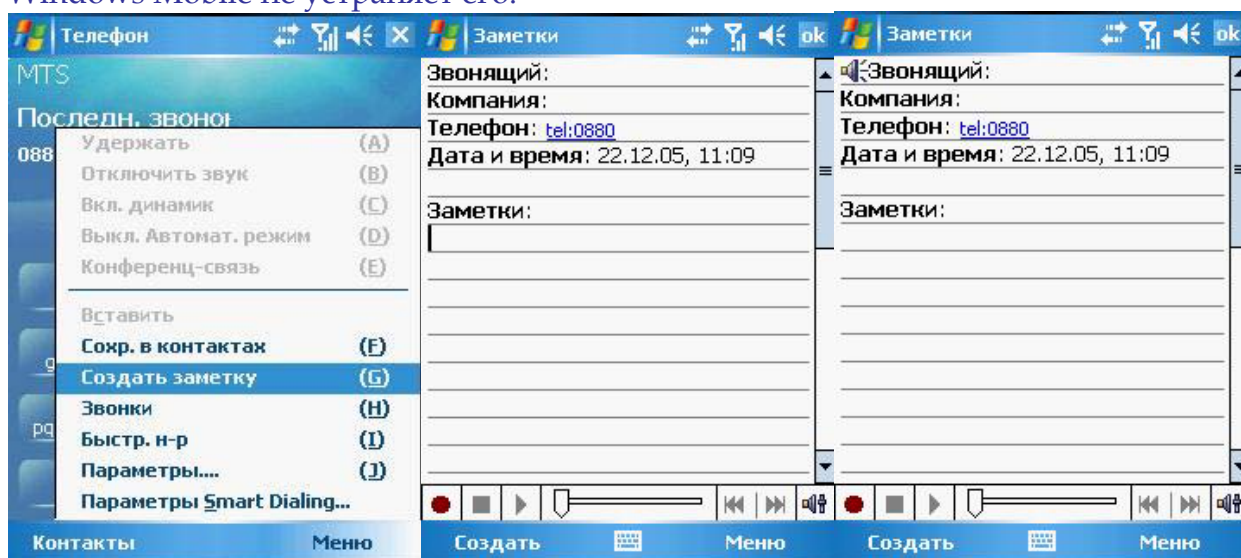 Windows Mobile не устраняет его.
Телефон
MTS
Последн. звоно
088
Удержать (A)
Отключить звук (B)
Вкл. динамик (C)
Выкл. Автомат. режим (D)
Конференц-связь (E)
Вставить
Сохр. в контактах (F)
Создать заметку (G)
Звонки (H)
Быстр. н-р (I)
Параметры.... (J)
Параметры Smart Dialing...
g
pq
Контакты Меню
Заметки ok
Звонящий:
Компания:
Телефон: tel:0880
Дата и время: 22.12.05, 11:09
Заметки:
Создать Меню
Заметки ok
Звонящий:
Компания:
Телефон: tel:0880
Дата и время: 22.12.05, 11:09
Заметки:
Создать Меню